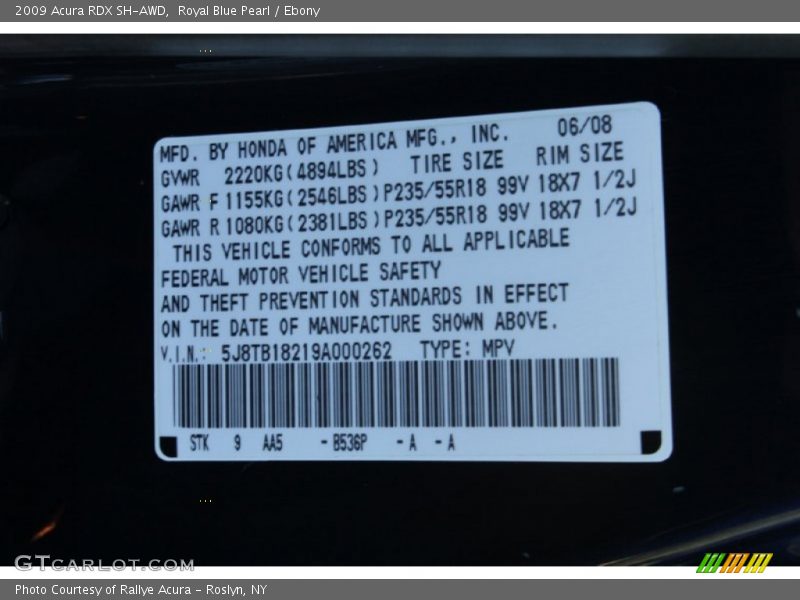 2009 Acura RDX SH-AWD,  Royal Blue Pearl / Ebony
MFD. BY HONDA OF AMERICA MFG., INC. 06/08
GVWR 2220KG(4894LBS) TIRE SIZE RIM SIZE
GAWR F 1155KG(2546LBS)P235/55R18 99V 18X7 1/2J
GAWR R 1080KG(2381LBS)P235/55R18 99V 18X7 1/2J
THIS VEHICLE CONFORMS TO ALL APPLICABLE
FEDERAL MOTOR VEHICLE SAFETY
AND THEFT PREVENTION STANDARDS IN EFFECT
ON THE DATE OF MANUFACTURE SHOWN ABOVE.
V.I.N.: 5J8TB18219A000262 TYPE: MPV
STK 9 AA5 -B536P -A -A
GTCARLOT.COM
Photo Courtesy of Rallye Acura - Roslyn, NY